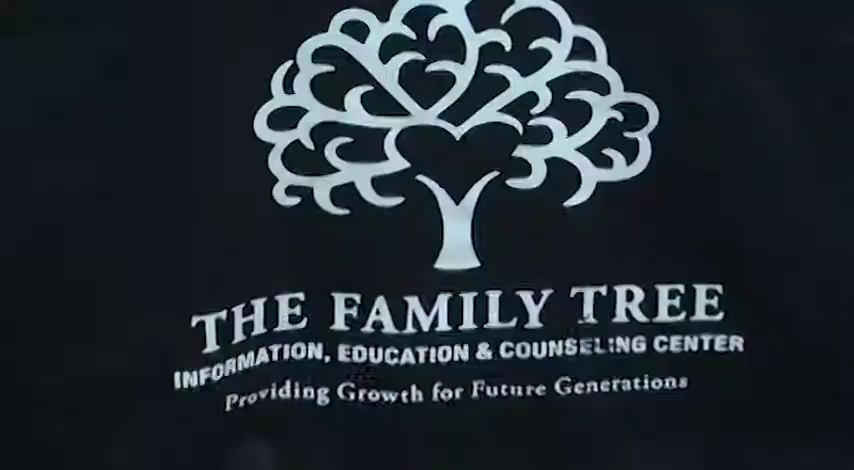 THE FAMILY TREE
INFORMATION, EDUCATION & COUNSELING CENTER
Providing Growth for Future Generations